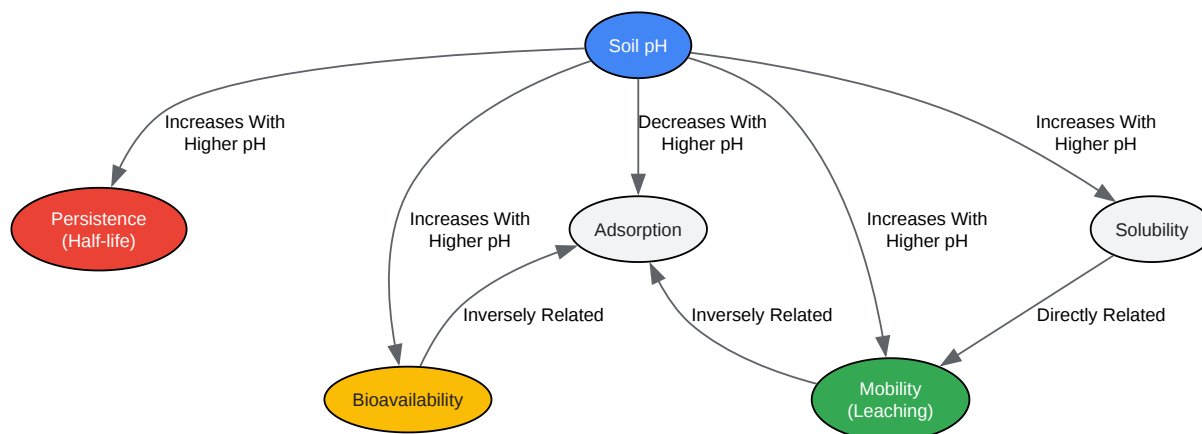 Soil pH
Increases With
Higher pH
Decreases With
Higher pH
Increases With
Higher pH
Persistence
(Half-life)
Increases With
Higher pH
Adsorption
Increases With
Higher pH
Solubility
Inversely Related
Inversely Related
Directly Related
Bioavailability
Mobility
(Leaching)